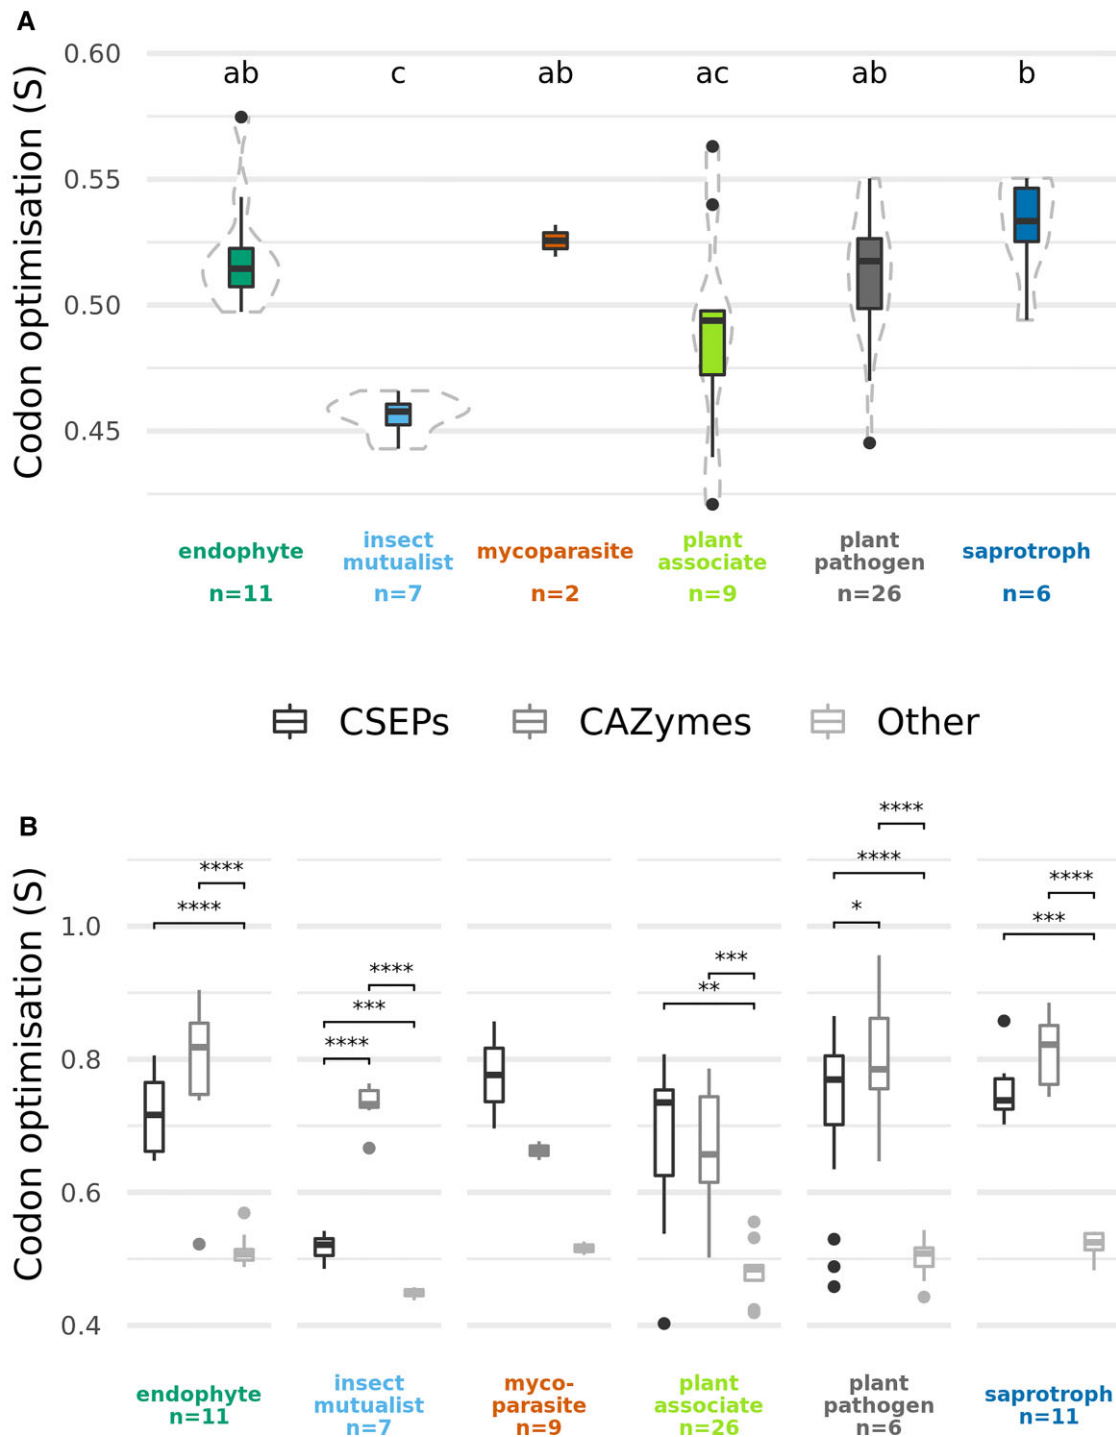 A
Codon optimisation (S)
0.60
0.55
0.50
0.45
ab c ab ac ab b
endophyte
n=11
insect
mutualist
n=7
mycoparasite
n=2
plant
associate
n=9
plant
pathogen
n=26
saprotroph
n=6
CSEPs CAZymes Other
B
Codon optimisation (S)
1.0
0.8
0.6
0.4
****
****
****
***
****
***
**
****
****
*
****
***
endophyte
n=11
insect
mutualist
n=7
myco-
parasite
n=9
plant
associate
n=26
plant
pathogen
n=6
saprotroph
n=11